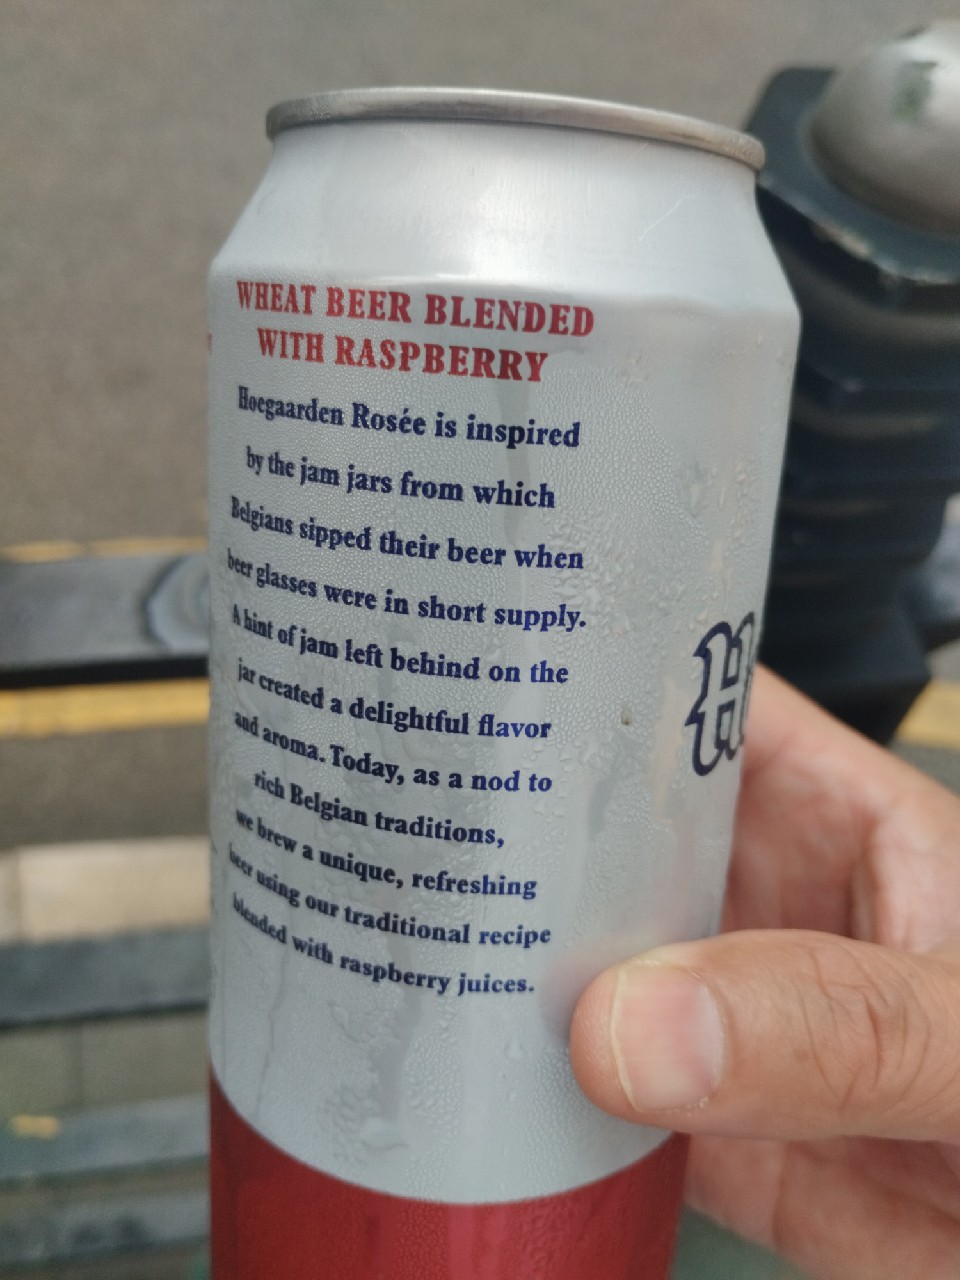 WHEAT BEER BLENDED
WITH RASPBERRY
Hoegaarden Rosée is inspired
by the jam jars from which
Belgians sipped their beer when
beer glasses were in short supply.
A hint of jam left behind on the
jar created a delightful flavor
and aroma. Today, as a nod to
rich Belgian traditions,
we brew a unique, refreshing
beer using our traditional recipe
blended with raspberry juices.
H